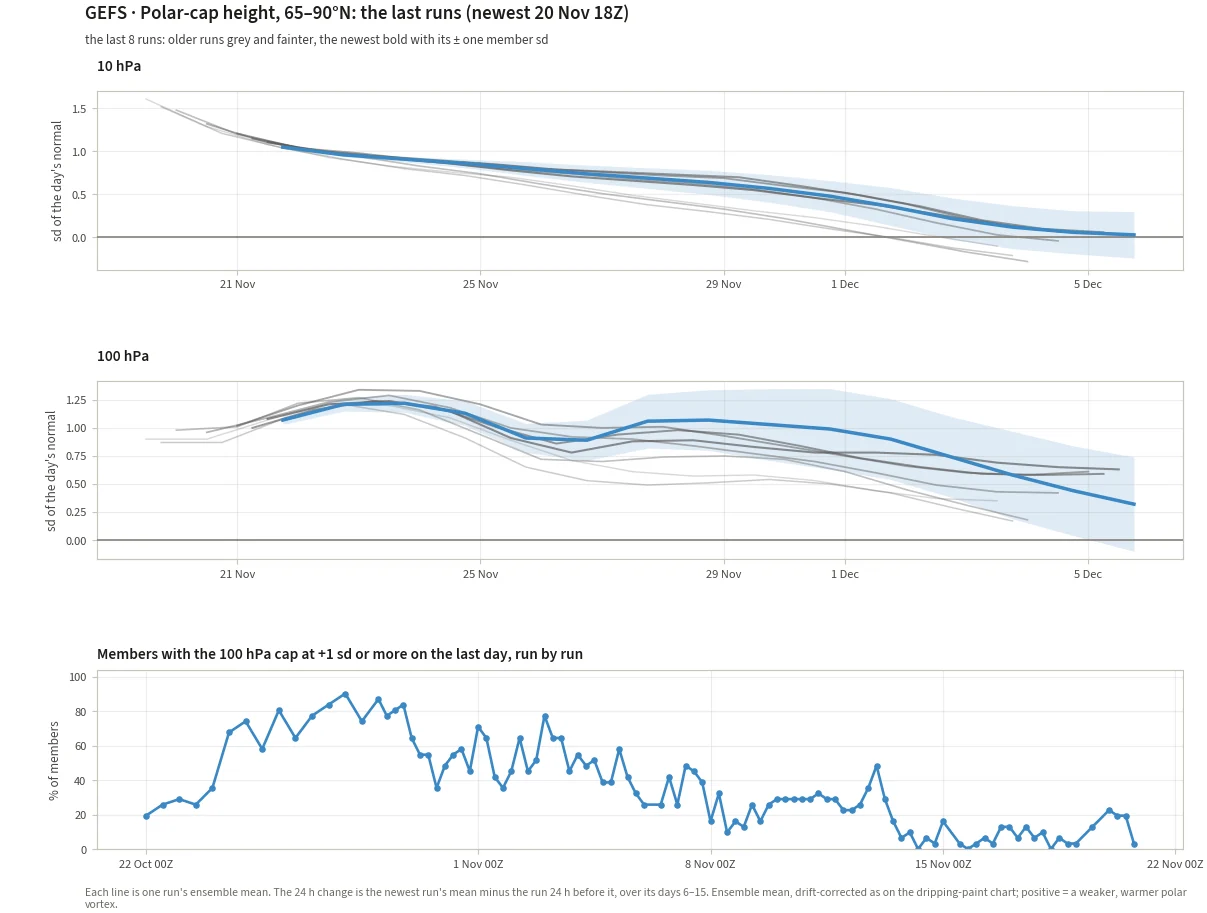 GEFS · Polar-cap height, 65–90°N: the last runs (newest 20 Nov 18Z)
the last 8 runs: older runs grey and fainter, the newest bold with its ± one member sd
10 hPa
sd of the day's normal
1.5
1.0
0.5
0.0
21 Nov
25 Nov
29 Nov
1 Dec
5 Dec
100 hPa
sd of the day's normal
1.25
1.00
0.75
0.50
0.25
0.00
21 Nov
25 Nov
29 Nov
1 Dec
5 Dec
Members with the 100 hPa cap at +1 sd or more on the last day, run by run
% of members
100
80
60
40
20
0
22 Oct 00Z
1 Nov 00Z
8 Nov 00Z
15 Nov 00Z
22 Nov 00Z
Each line is one run's ensemble mean. The 24 h change is the newest run's mean minus the run 24 h before it, over its days 6–15. Ensemble mean, drift-corrected as on the dripping-paint chart; positive = a weaker, warmer polar
vortex.